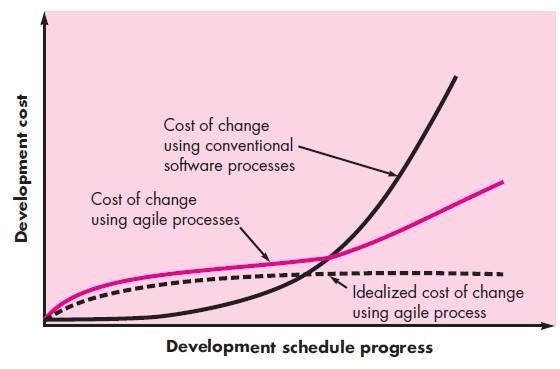 Development cost
Cost of change
using conventional
software processes
Cost of change
using agile processes
Idealized cost of change
using agile process
Development schedule progress